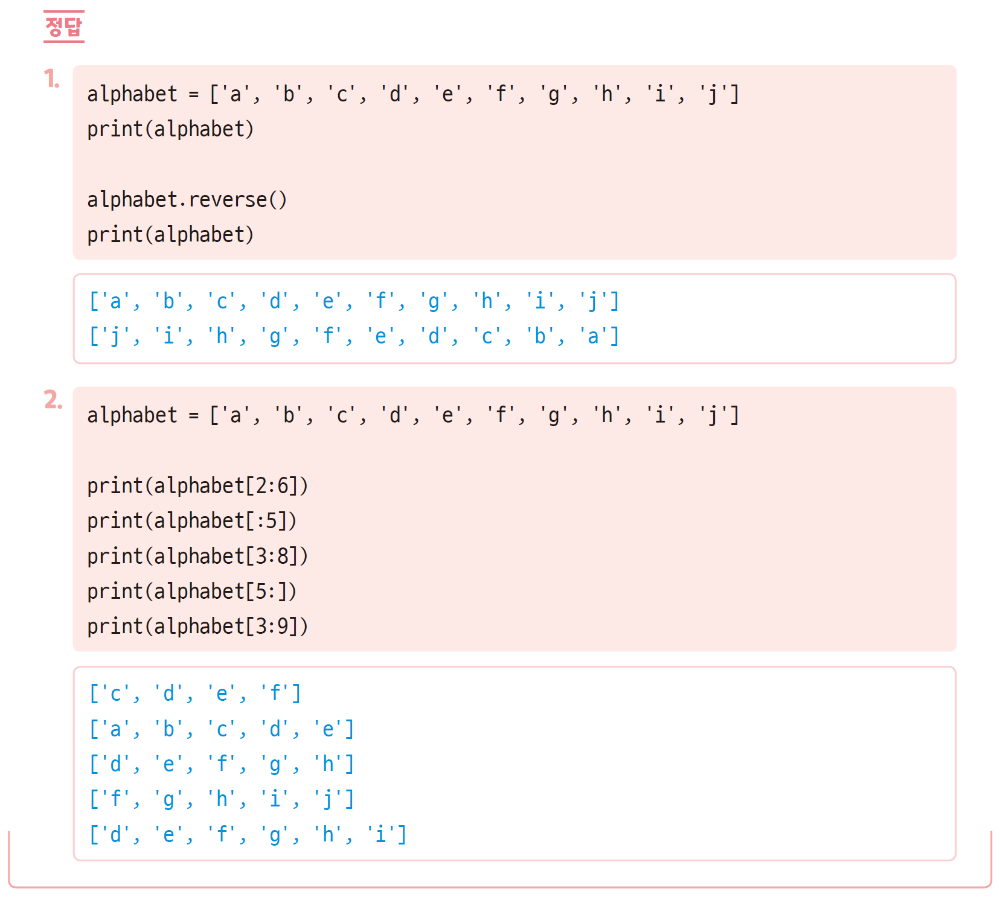 정답
1.
alphabet = ['a', 'b', 'c', 'd', 'e', 'f', 'g', 'h', 'i', 'j']
print(alphabet)
alphabet.reverse()
print(alphabet)
['a', 'b', 'c', 'd', 'e', 'f', 'g', 'h', 'i', 'j']
['j', 'i', 'h', 'g', 'f', 'e', 'd', 'c', 'b', 'a']
2.
alphabet = ['a', 'b', 'c', 'd', 'e', 'f', 'g', 'h', 'i', 'j']
print(alphabet[2:6])
print(alphabet[:5])
print(alphabet[3:8])
print(alphabet[5:])
print(alphabet[3:9])
['c', 'd', 'e', 'f']
['a', 'b', 'c', 'd', 'e']
['d', 'e', 'f', 'g', 'h']
['f', 'g', 'h', 'i', 'j']
['d', 'e', 'f', 'g', 'h', 'i']